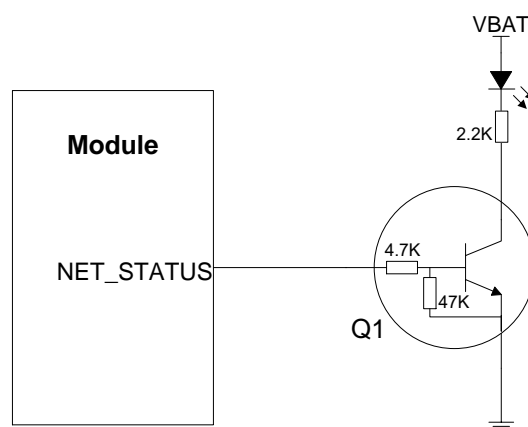 VBAT
2.2K
Module
4.7K
NET_STATUS
47K
Q1